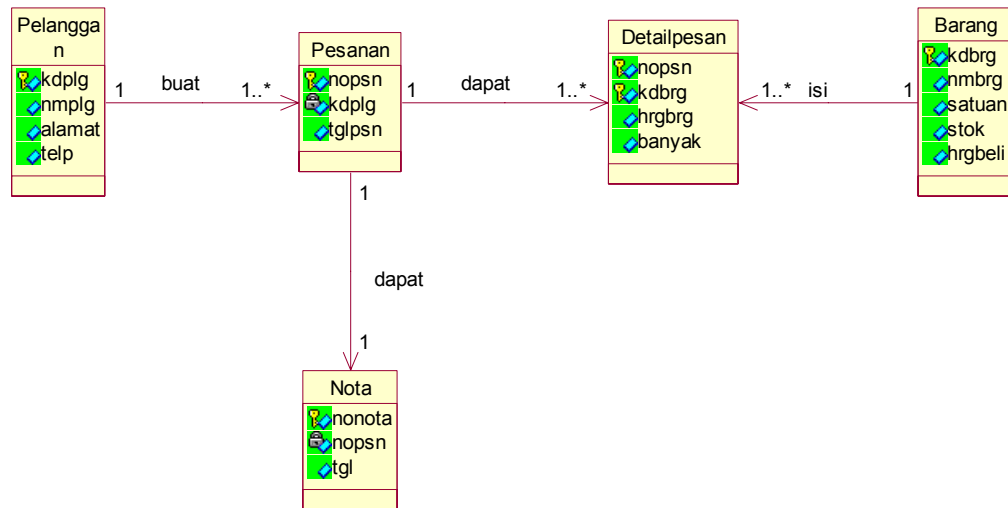 Pelangga
n
kdplg
nmplg
alamat
telp
1
buat
1..*
Pesanan
nopsn
kdplg
tglpsn
1
dapat
1..*
Detailpesan
nopsn
kdbrg
hrgbrg
banyak
1..*
isi
1
Barang
kdbrg
nmbrg
satuan
stok
hrgbeli
1
dapat
1
Nota
nonota
nopsn
tgl